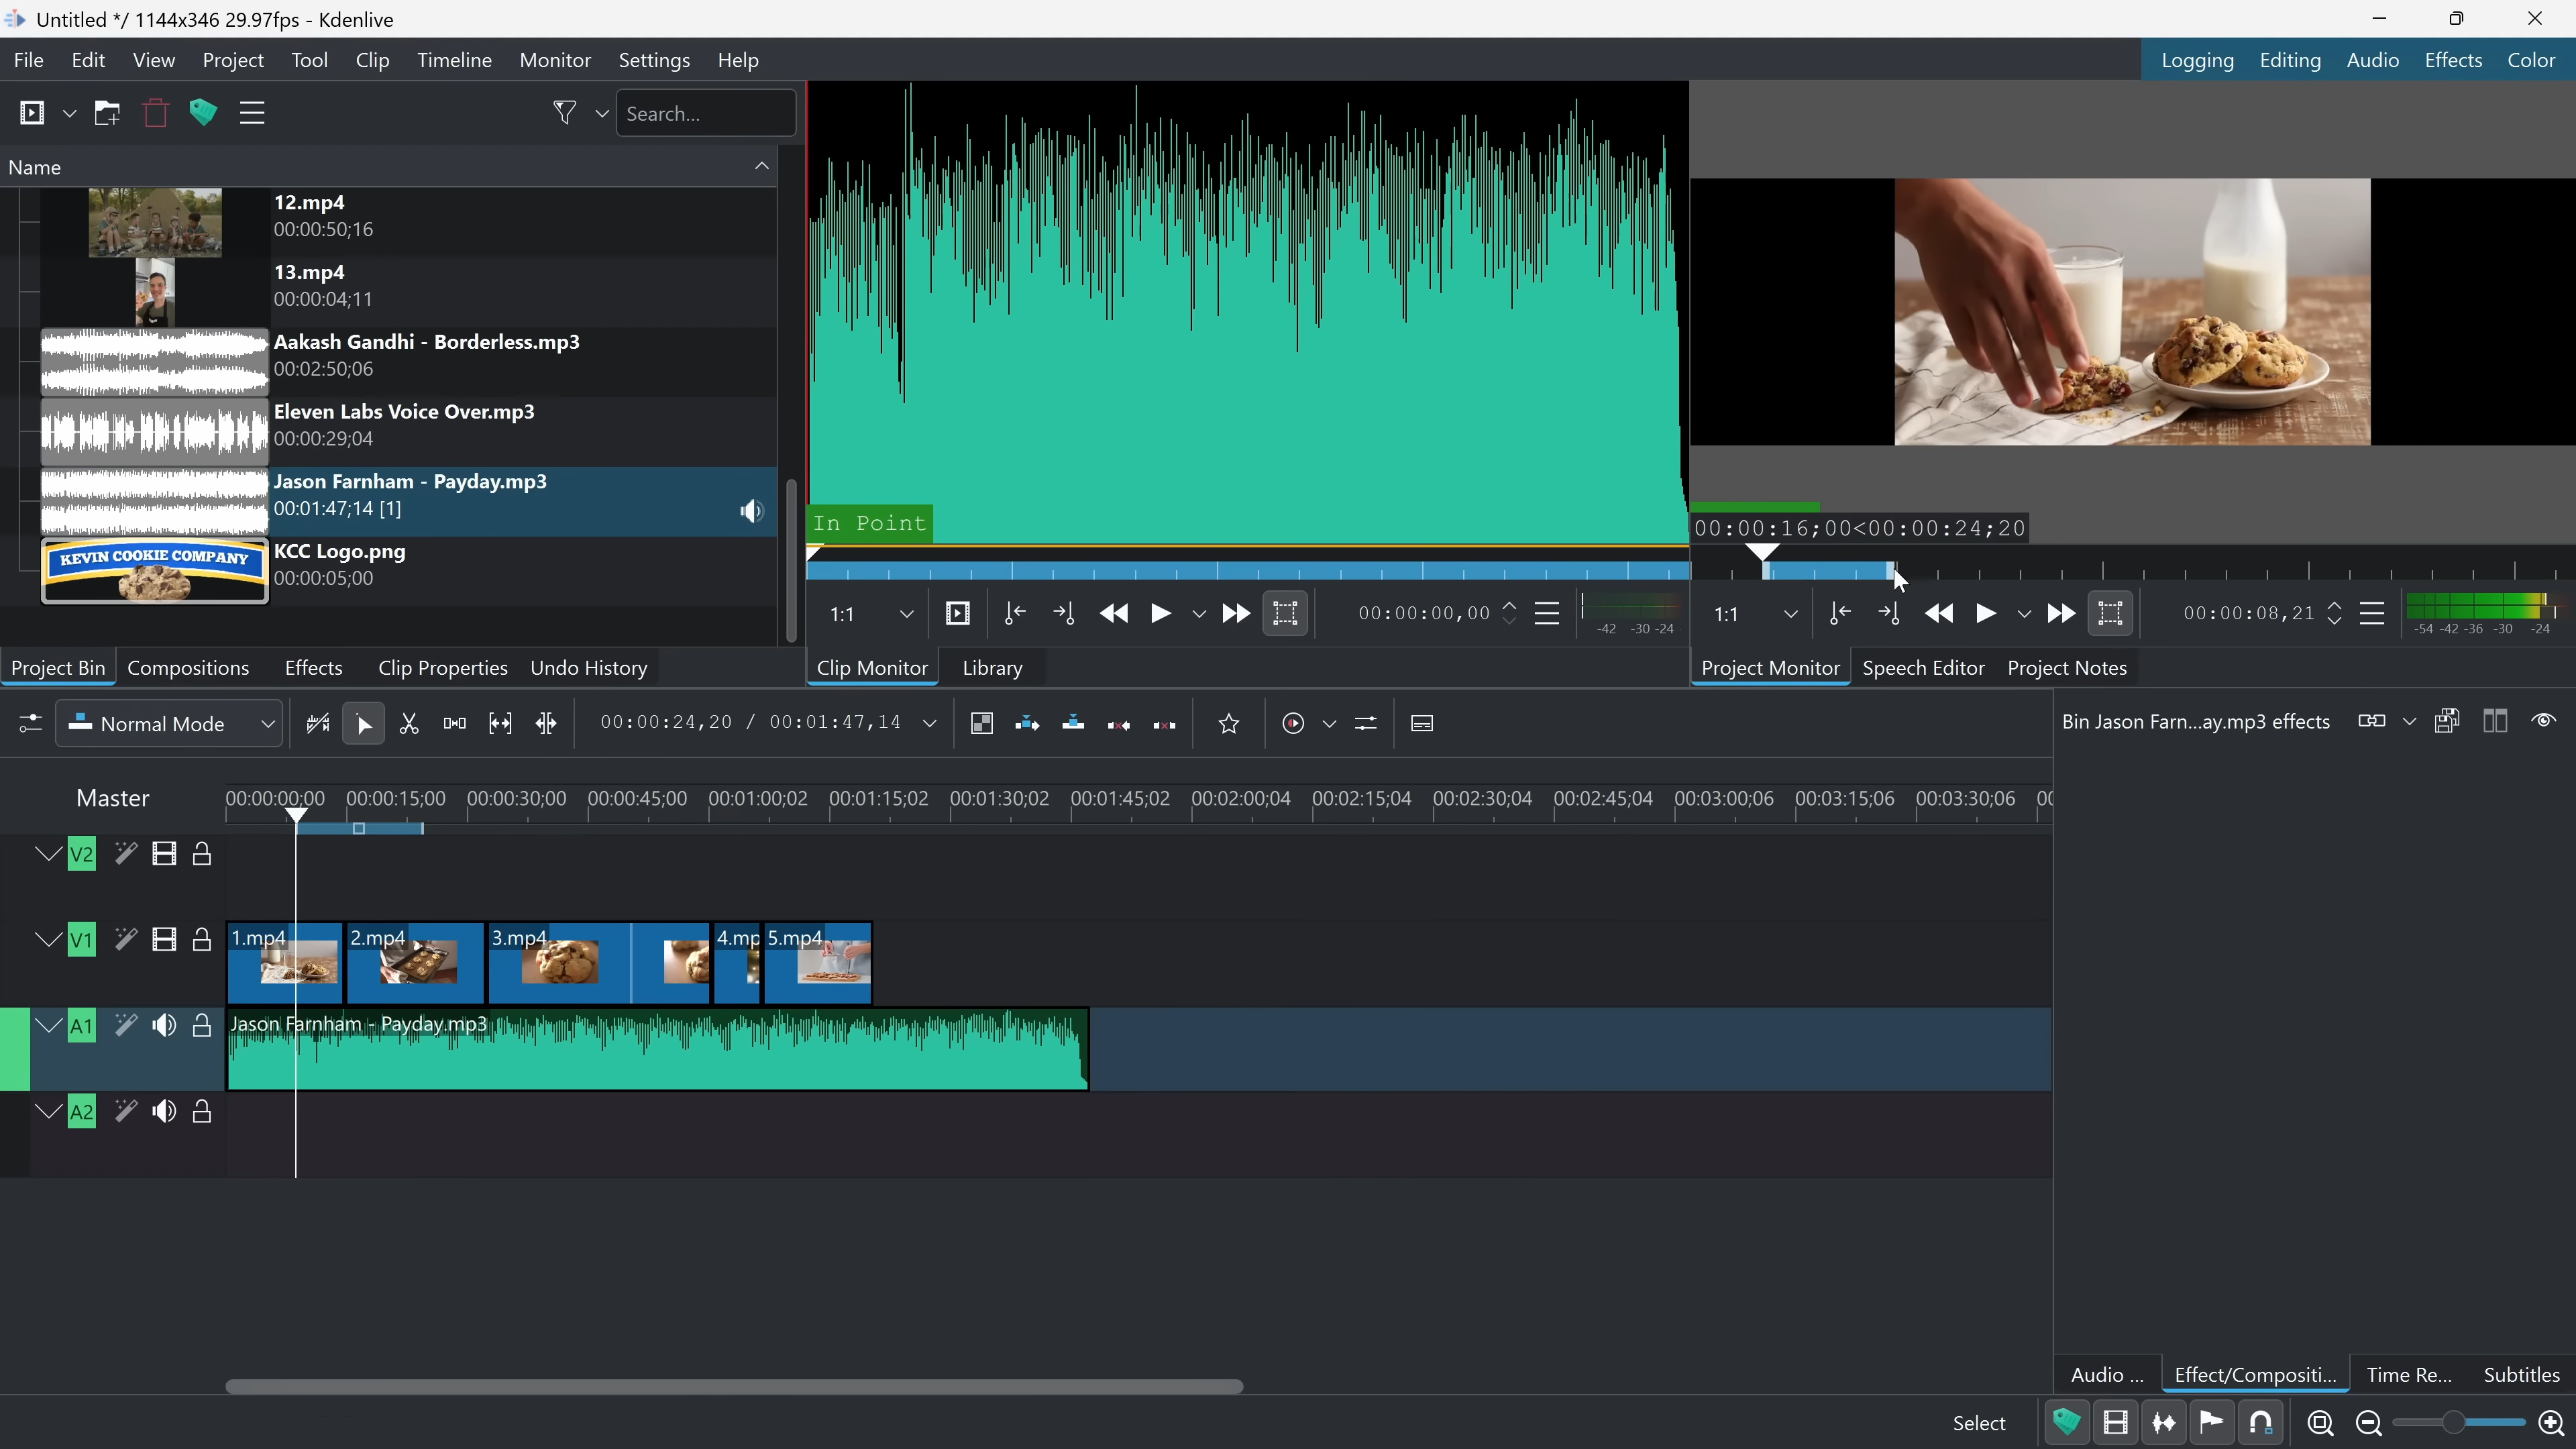 Untitled */ 1144x346 29.97fps - Kdenlive
File Edit View Project Tool Clip Timeline Monitor Settings Help
Logging Editing Audio Effects Color
Search...
Name
12.mp4
00:00:50;16
13.mp4
00:00:04;11
Aakash Gandhi - Borderless.mp3
00:02:50;06
Eleven Labs Voice Over.mp3
00:00:29;04
Jason Farnham - Payday.mp3
00:01:47;14 [1]
KEVIN COOKIE COMPANY
KCC Logo.png
00:00:05;00
Project Bin Compositions Effects Clip Properties Undo History
In Point
1:1
00:00:00,00
-42 -30 -24
Clip Monitor Library
00:00:16;00<00:00:24;20
1:1
00:00:08,21
-54 -42 -36 -30 -24
Project Monitor Speech Editor Project Notes
Normal Mode
00:00:24,20 / 00:01:47,14
Bin Jason Farn...ay.mp3 effects
Master
00:00:00;00 00:00:15;00 00:00:30;00 00:00:45;00 00:01:00;02 00:01:15;02 00:01:30;02 00:01:45;02 00:02:00;04 00:02:15;04 00:02:30;04 00:02:45;04 00:03:00;06 00:03:15;06 00:03:30;06 00
V2
V1
1.mp4 2.mp4 3.mp4 4.mp 5.mp4
A1
Jason Farnham - Payday.mp3
A2
Audio ... Effect/Compositi... Time Re... Subtitles
Select